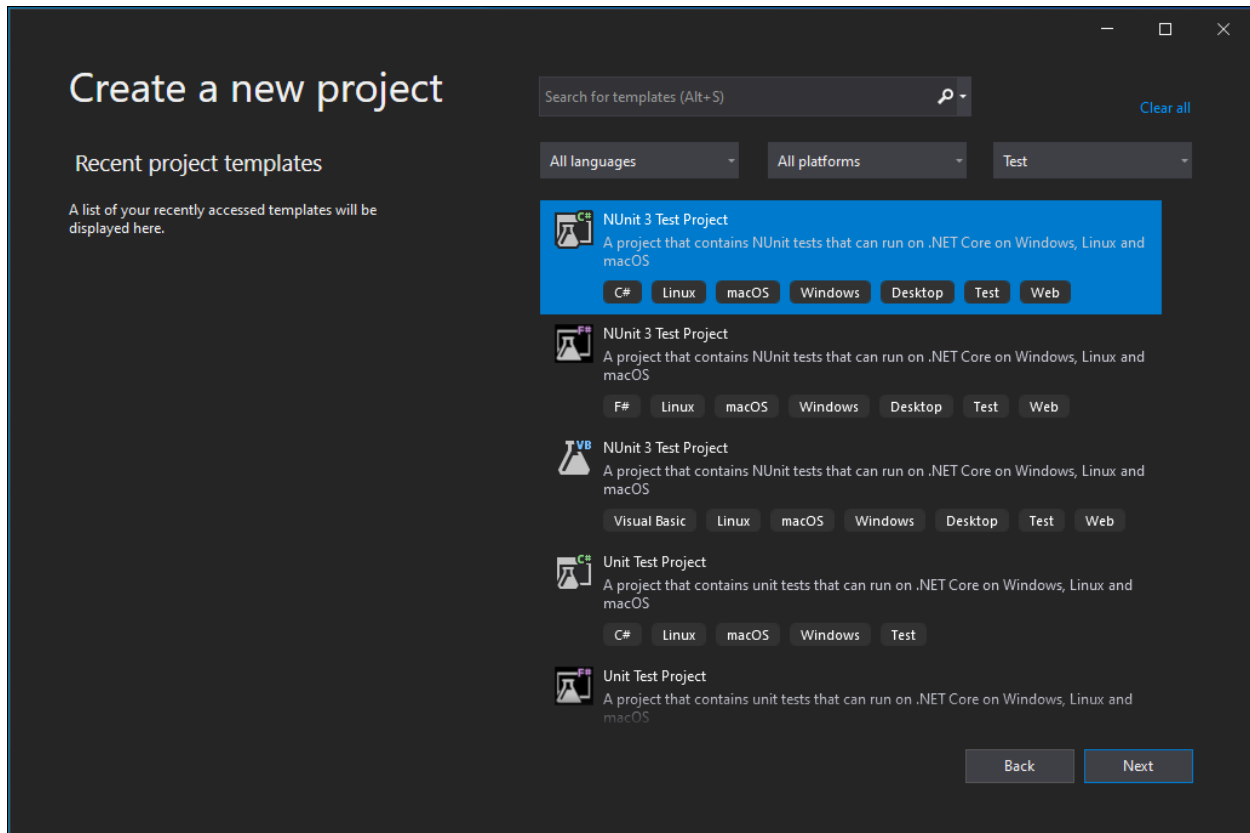 Create a new project
Search for templates (Alt+S)
Clear all
Recent project templates
A list of your recently accessed templates will be
displayed here.
All languages
All platforms
Test
C#
NUnit 3 Test Project
A project that contains NUnit tests that can run on .NET Core on Windows, Linux and
macOS
C# Linux macOS Windows Desktop Test Web
F#
NUnit 3 Test Project
A project that contains NUnit tests that can run on .NET Core on Windows, Linux and
macOS
F# Linux macOS Windows Desktop Test Web
VB
NUnit 3 Test Project
A project that contains NUnit tests that can run on .NET Core on Windows, Linux and
macOS
Visual Basic Linux macOS Windows Desktop Test Web
C#
Unit Test Project
A project that contains unit tests that can run on .NET Core on Windows, Linux and
macOS
C# Linux macOS Windows Test
F#
Unit Test Project
A project that contains unit tests that can run on .NET Core on Windows, Linux and
macOS
Back
Next